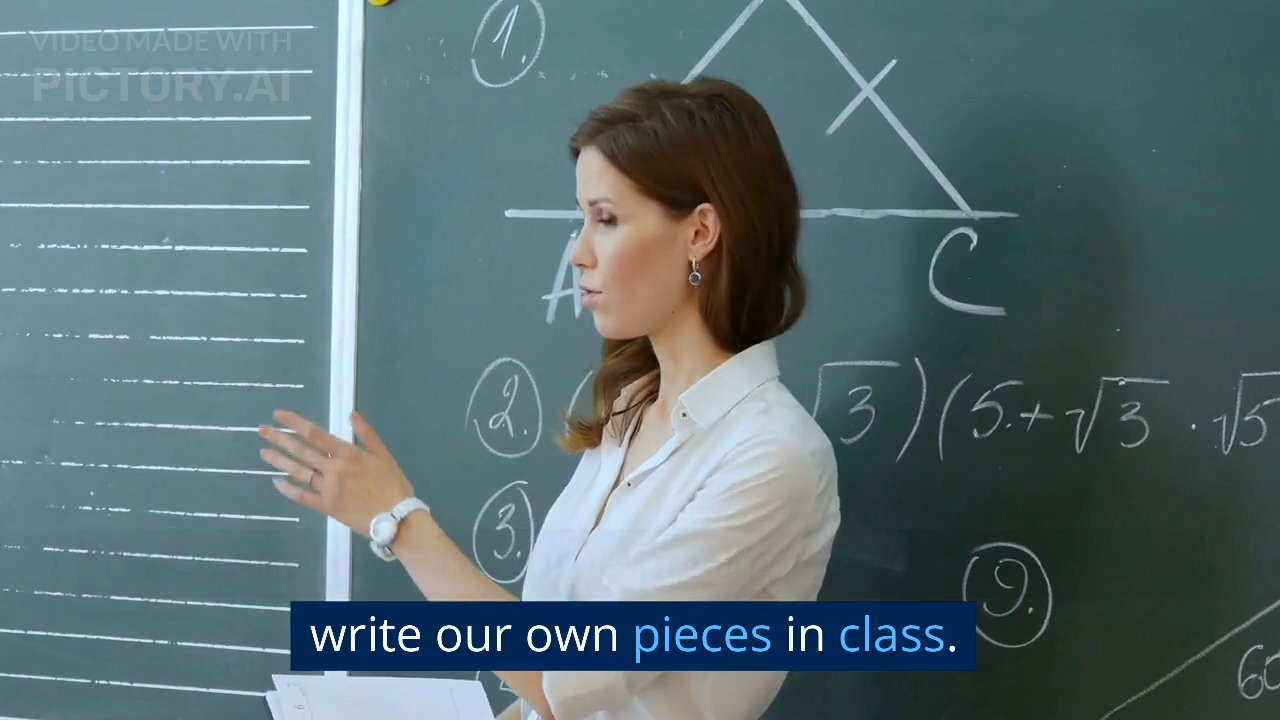 VIDEO MADE WITH
PICTORY.AI
1.
A
C
2.
( √3)(5.+√3 · √5
3.
9.
60
write our own pieces in class.